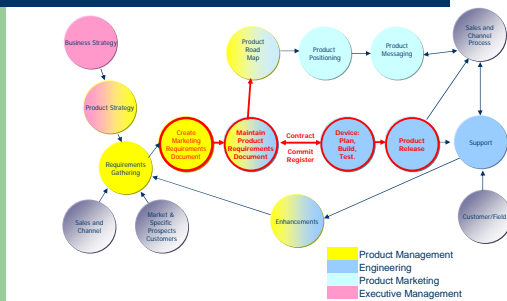 Business Strategy
Product
Road
Map
Product
Positioning
Product
Messaging
Sales and
Channel
Process
Product Strategy
Create
Marketing
Requirements
Document
Maintain
Product
Requirements
Document
Contract
Commit
Register
Device:
Plan,
Build,
Test.
Product
Release
Support
Requirements
Gathering
Sales and
Channel
Market &
Specific
Prospects
Customers
Enhancements
Customer/Field
Product Management
Engineering
Product Marketing
Executive Management